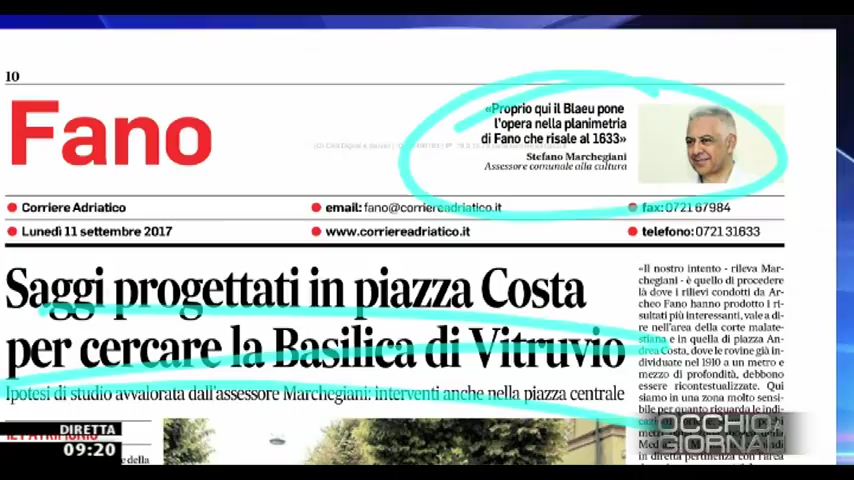 10
Fano
«Proprio qui il Blaeu pone
l'opera nella planimetria
di Fano che risale al 1633»
Stefano Marchegiani
Assessore comunale alla cultura
Corriere Adriatico
email: fano@corriereadriatico.it
fax: 0721 67984
Lunedì 11 settembre 2017
www.corriereadriatico.it
telefono: 0721 31633
Saggi progettati in piazza Costa
per cercare la Basilica di Vitruvio
Ipotesi di studio avvalorata dall'assessore Marchegiani: interventi anche nella piazza centrale
«Il nostro intento - rileva Mar-
chegiani - è quello di procedere
là dove i rilievi condotti da Ar-
cheo Fano hanno prodotto i ri-
sultati più interessanti, vale a di-
re nell'area della corte malate-
stiana e in quella di piazza An-
drea Costa, dove le rovine già in-
dividuate nel 1910 a un metro e
mezzo di profondità, debbono
essere ricontestualizzate. Qui
siamo in una zona molto sensi-
bile per quanto riguarda le indi-
IL PATRIMONIO
DIRETTA
09:20
OCCHIO
GIORNALI